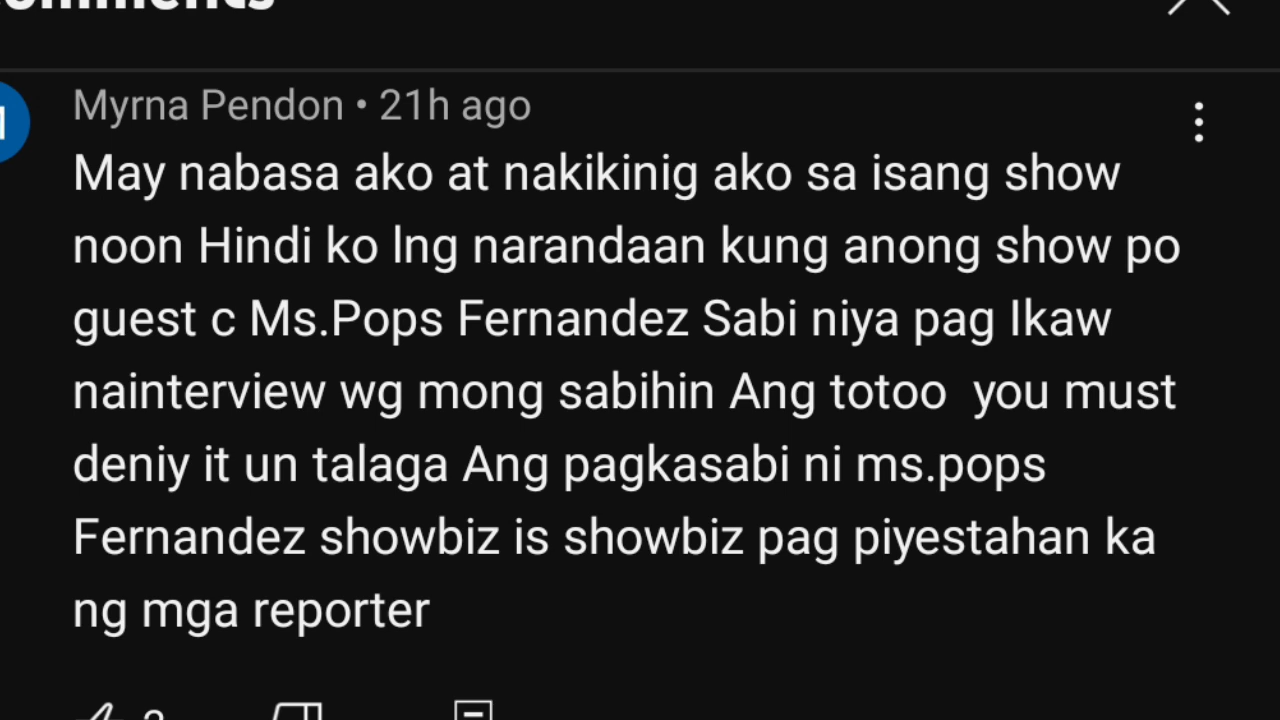 Comments
Myrna Pendon • 21h ago
May nabasa ako at nakikinig ako sa isang show
noon Hindi ko lng narandaan kung anong show po
guest c Ms.Pops Fernandez Sabi niya pag Ikaw
nainterview wg mong sabihin Ang totoo  you must
deniy it un talaga Ang pagkasabi ni ms.pops
Fernandez showbiz is showbiz pag piyestahan ka
ng mga reporter